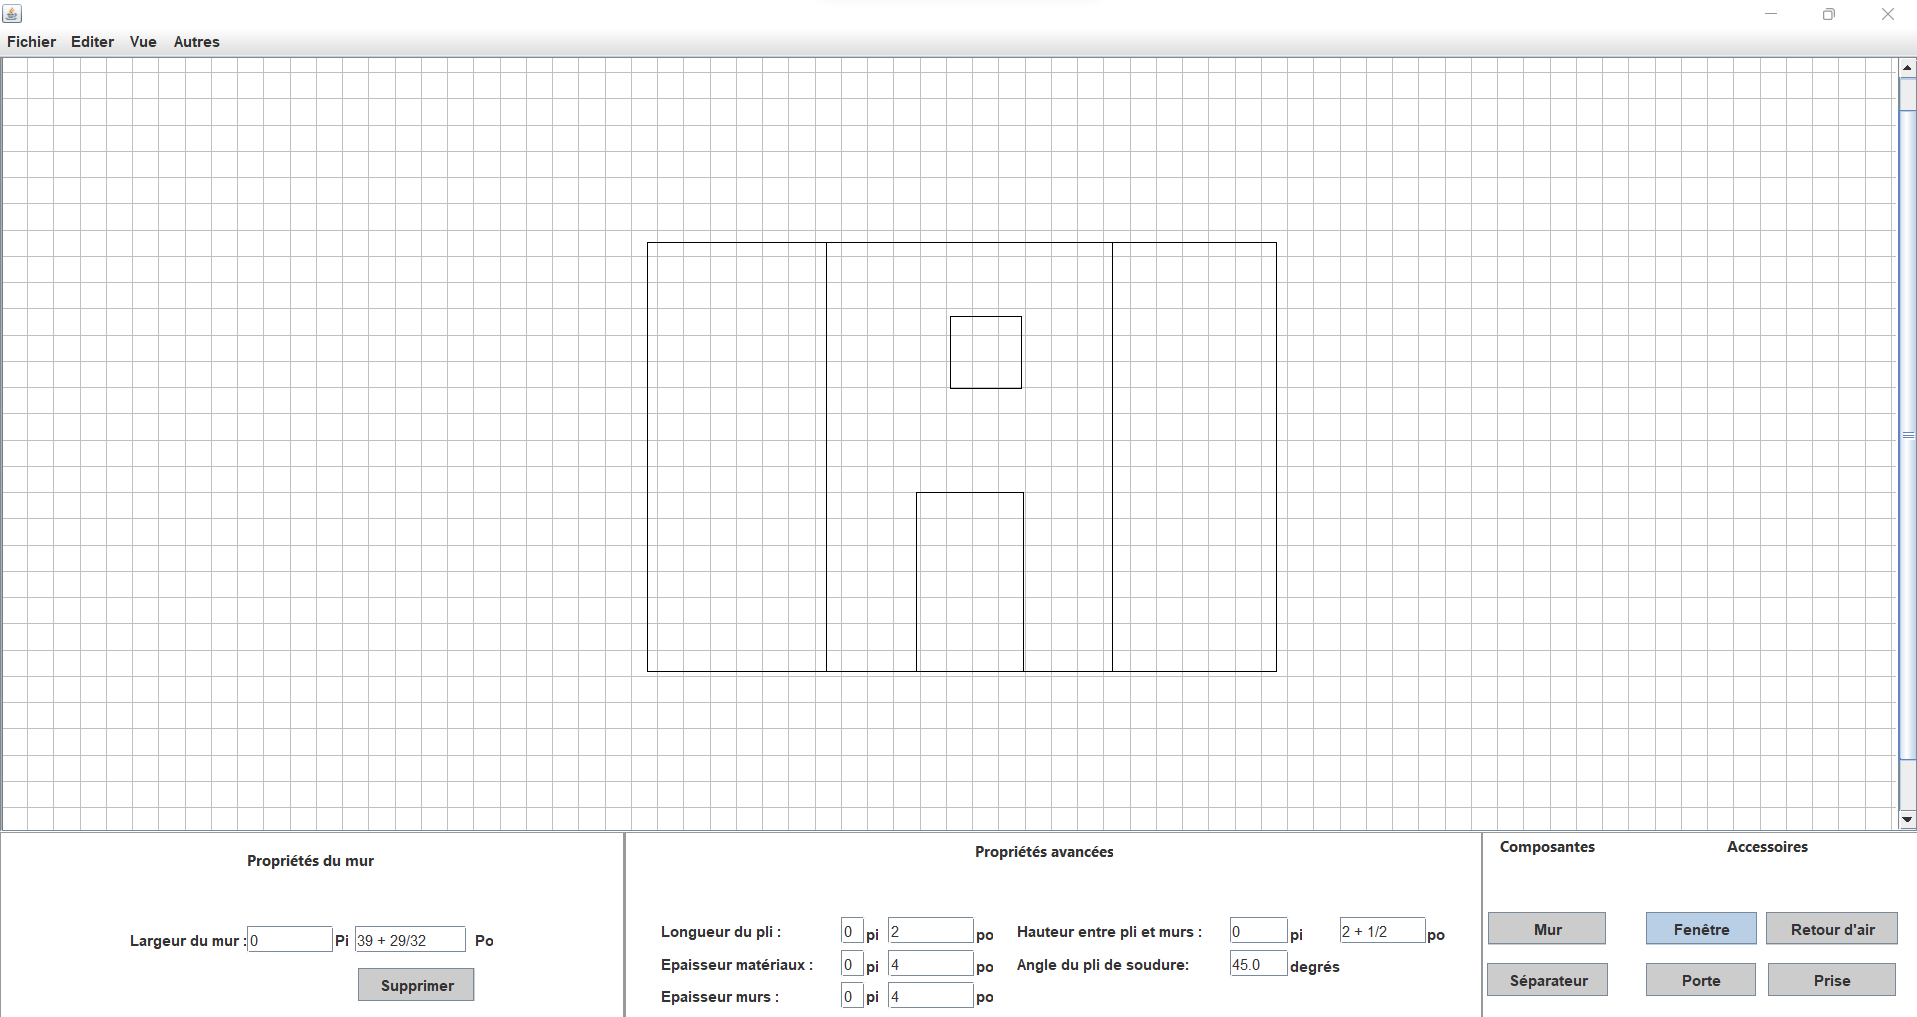 Fichier Editer Vue Autres
Propriétés du mur
Largeur du mur : 0 Pi 39 + 29/32 Po
Supprimer
Propriétés avancées
Longueur du pli : 0 pi 2 po Hauteur entre pli et murs : 0 pi 2 + 1/2 po
Epaisseur matériaux : 0 pi 4 po Angle du pli de soudure: 45.0 degrés
Epaisseur murs : 0 pi 4 po
Composantes Accessoires
Mur Fenêtre Retour d'air
Séparateur Porte Prise